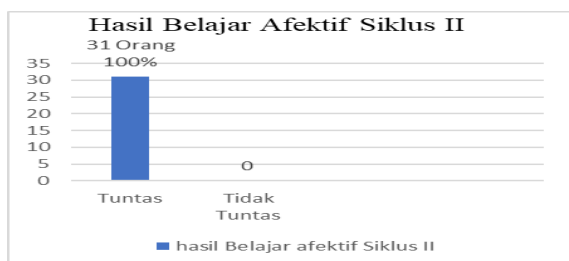 Hasil Belajar Afektif Siklus II
31 Orang
100%
35
30
25
20
15
10
5
0
0
Tuntas
Tidak
Tuntas
hasil Belajar afektif Siklus II